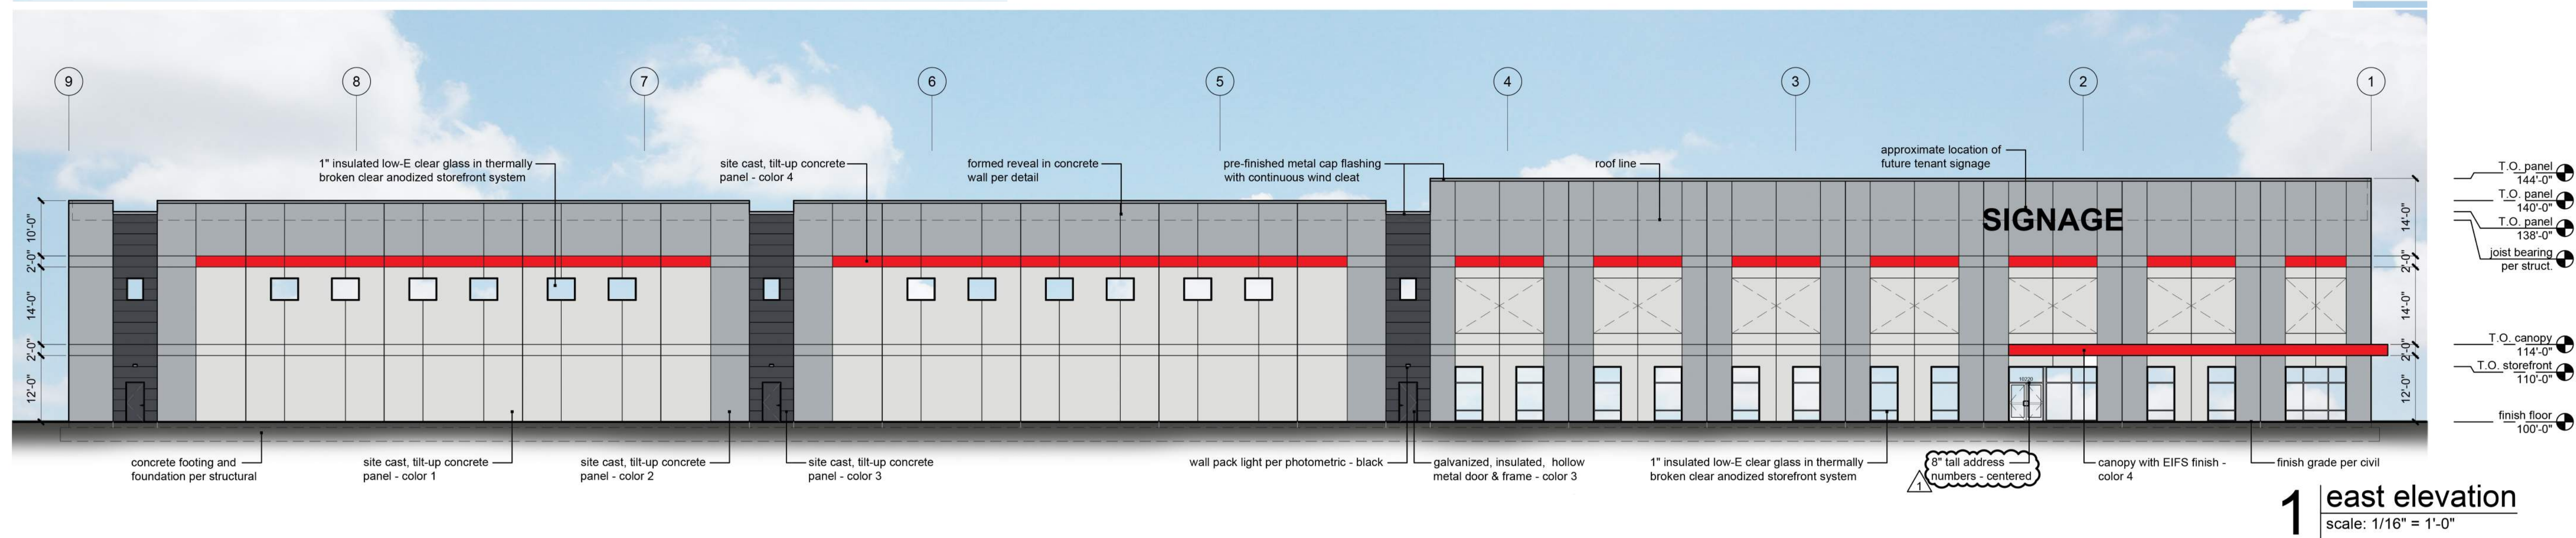 9
8
7
6
5
4
3
2
1
1" insulated low-E clear glass in thermally
broken clear anodized storefront system
site cast, tilt-up concrete
panel - color 4
formed reveal in concrete
wall per detail
pre-finished metal cap flashing
with continuous wind cleat
roof line
approximate location of
future tenant signage
SIGNAGE
10'-0"
2'-0"
14'-0"
2'-0"
12'-0"
14'-0"
2'-0"
14'-0"
2'-0"
12'-0"
T.O. panel
144'-0"
T.O. panel
140'-0"
T.O. panel
138'-0"
joist bearing
per struct.
T.O. canopy
114'-0"
T.O. storefront
110'-0"
finish floor
100'-0"
concrete footing and
foundation per structural
site cast, tilt-up concrete
panel - color 1
site cast, tilt-up concrete
panel - color 2
site cast, tilt-up concrete
panel - color 3
wall pack light per photometric - black
galvanized, insulated, hollow
metal door & frame - color 3
1" insulated low-E clear glass in thermally
broken clear anodized storefront system
1
8" tall address
numbers - centered
canopy with EIFS finish -
color 4
finish grade per civil
1
east elevation
scale: 1/16" = 1'-0"